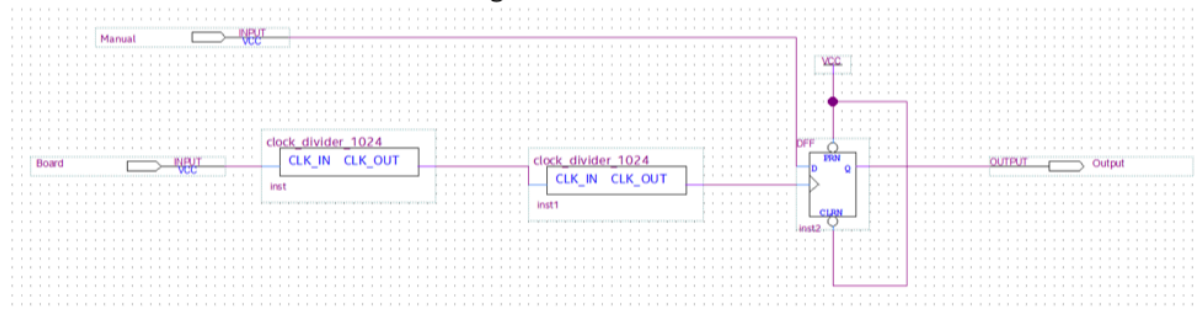 Manual
INPUT
VCC
VCC
clock_divider_1024
CLK_IN CLK_OUT
inst
Board
INPUT
VCC
clock_divider_1024
CLK_IN CLK_OUT
inst1
DFF
PRN
D
Q
CLRN
inst2
OUTPUT
Output